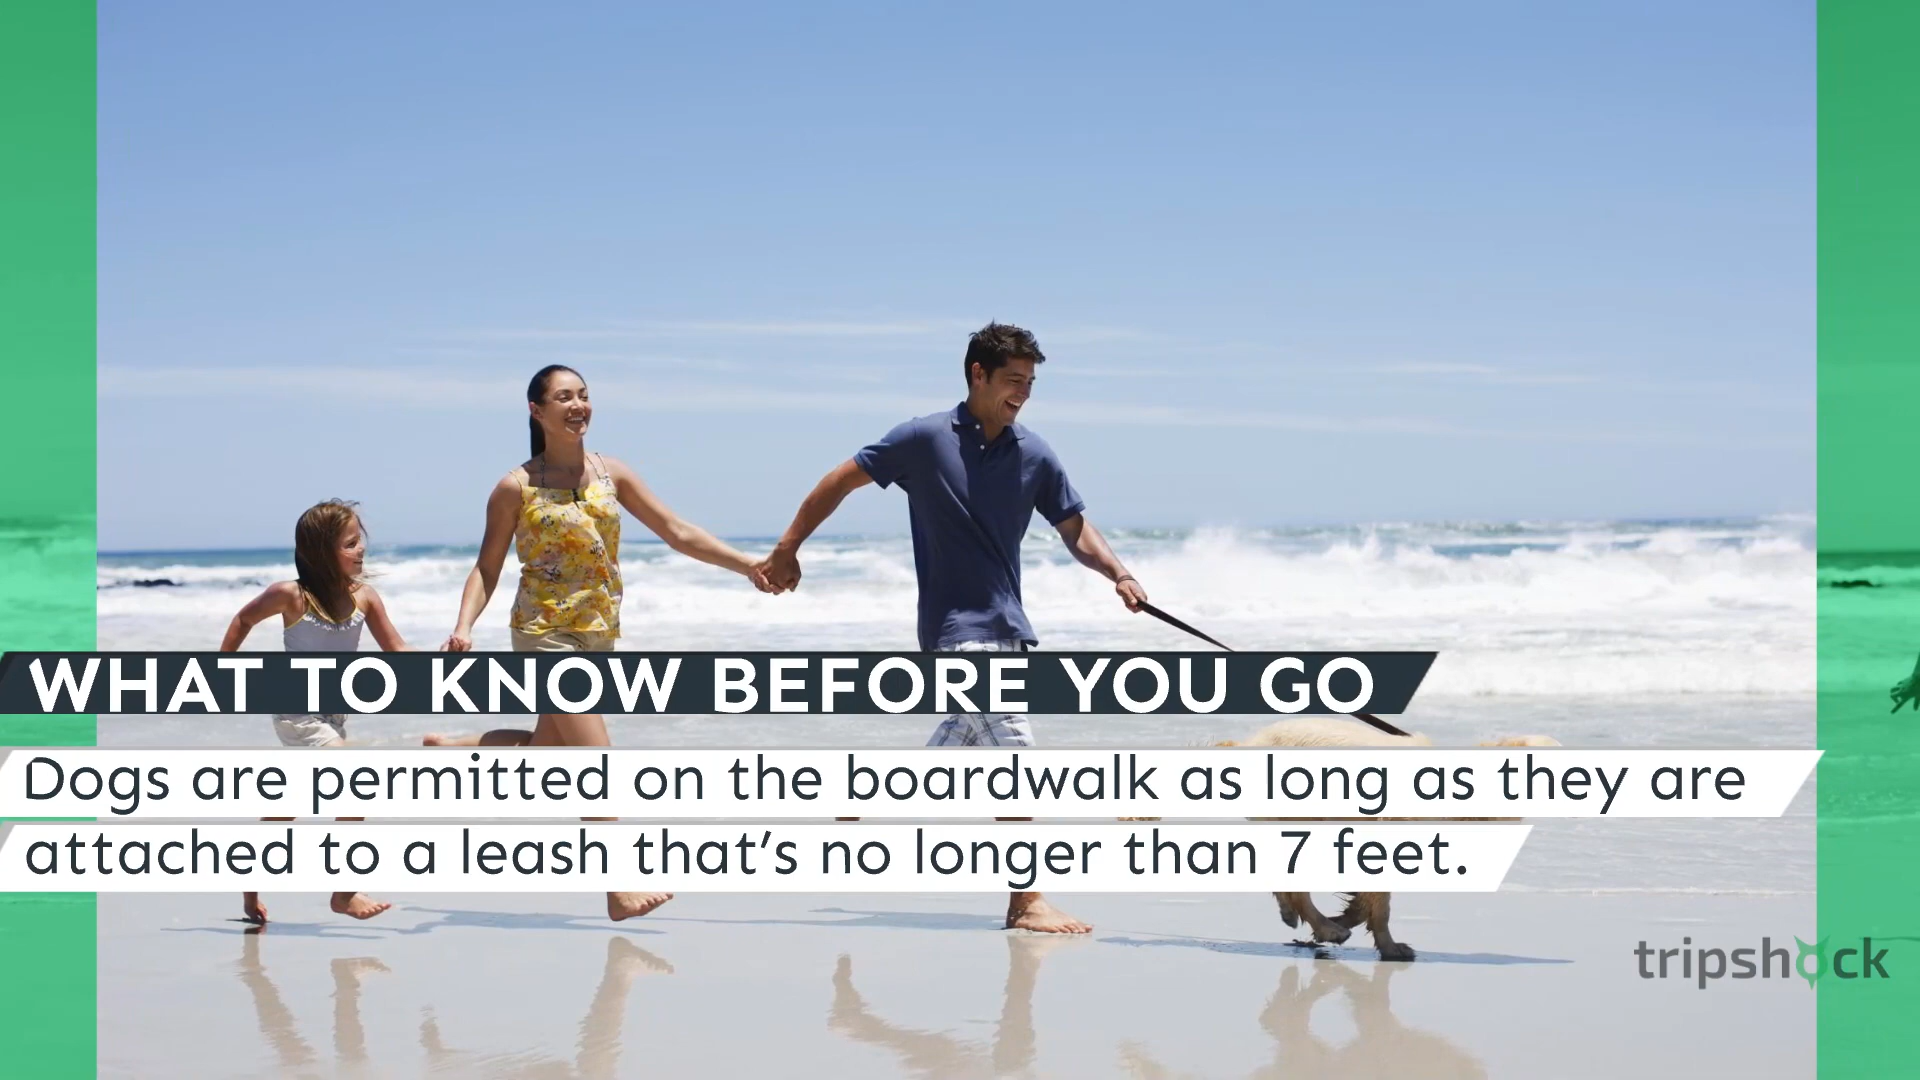 WHAT TO KNOW BEFORE YOU GO
Dogs are permitted on the boardwalk as long as they are
attached to a leash that’s no longer than 7 feet.
tripshock